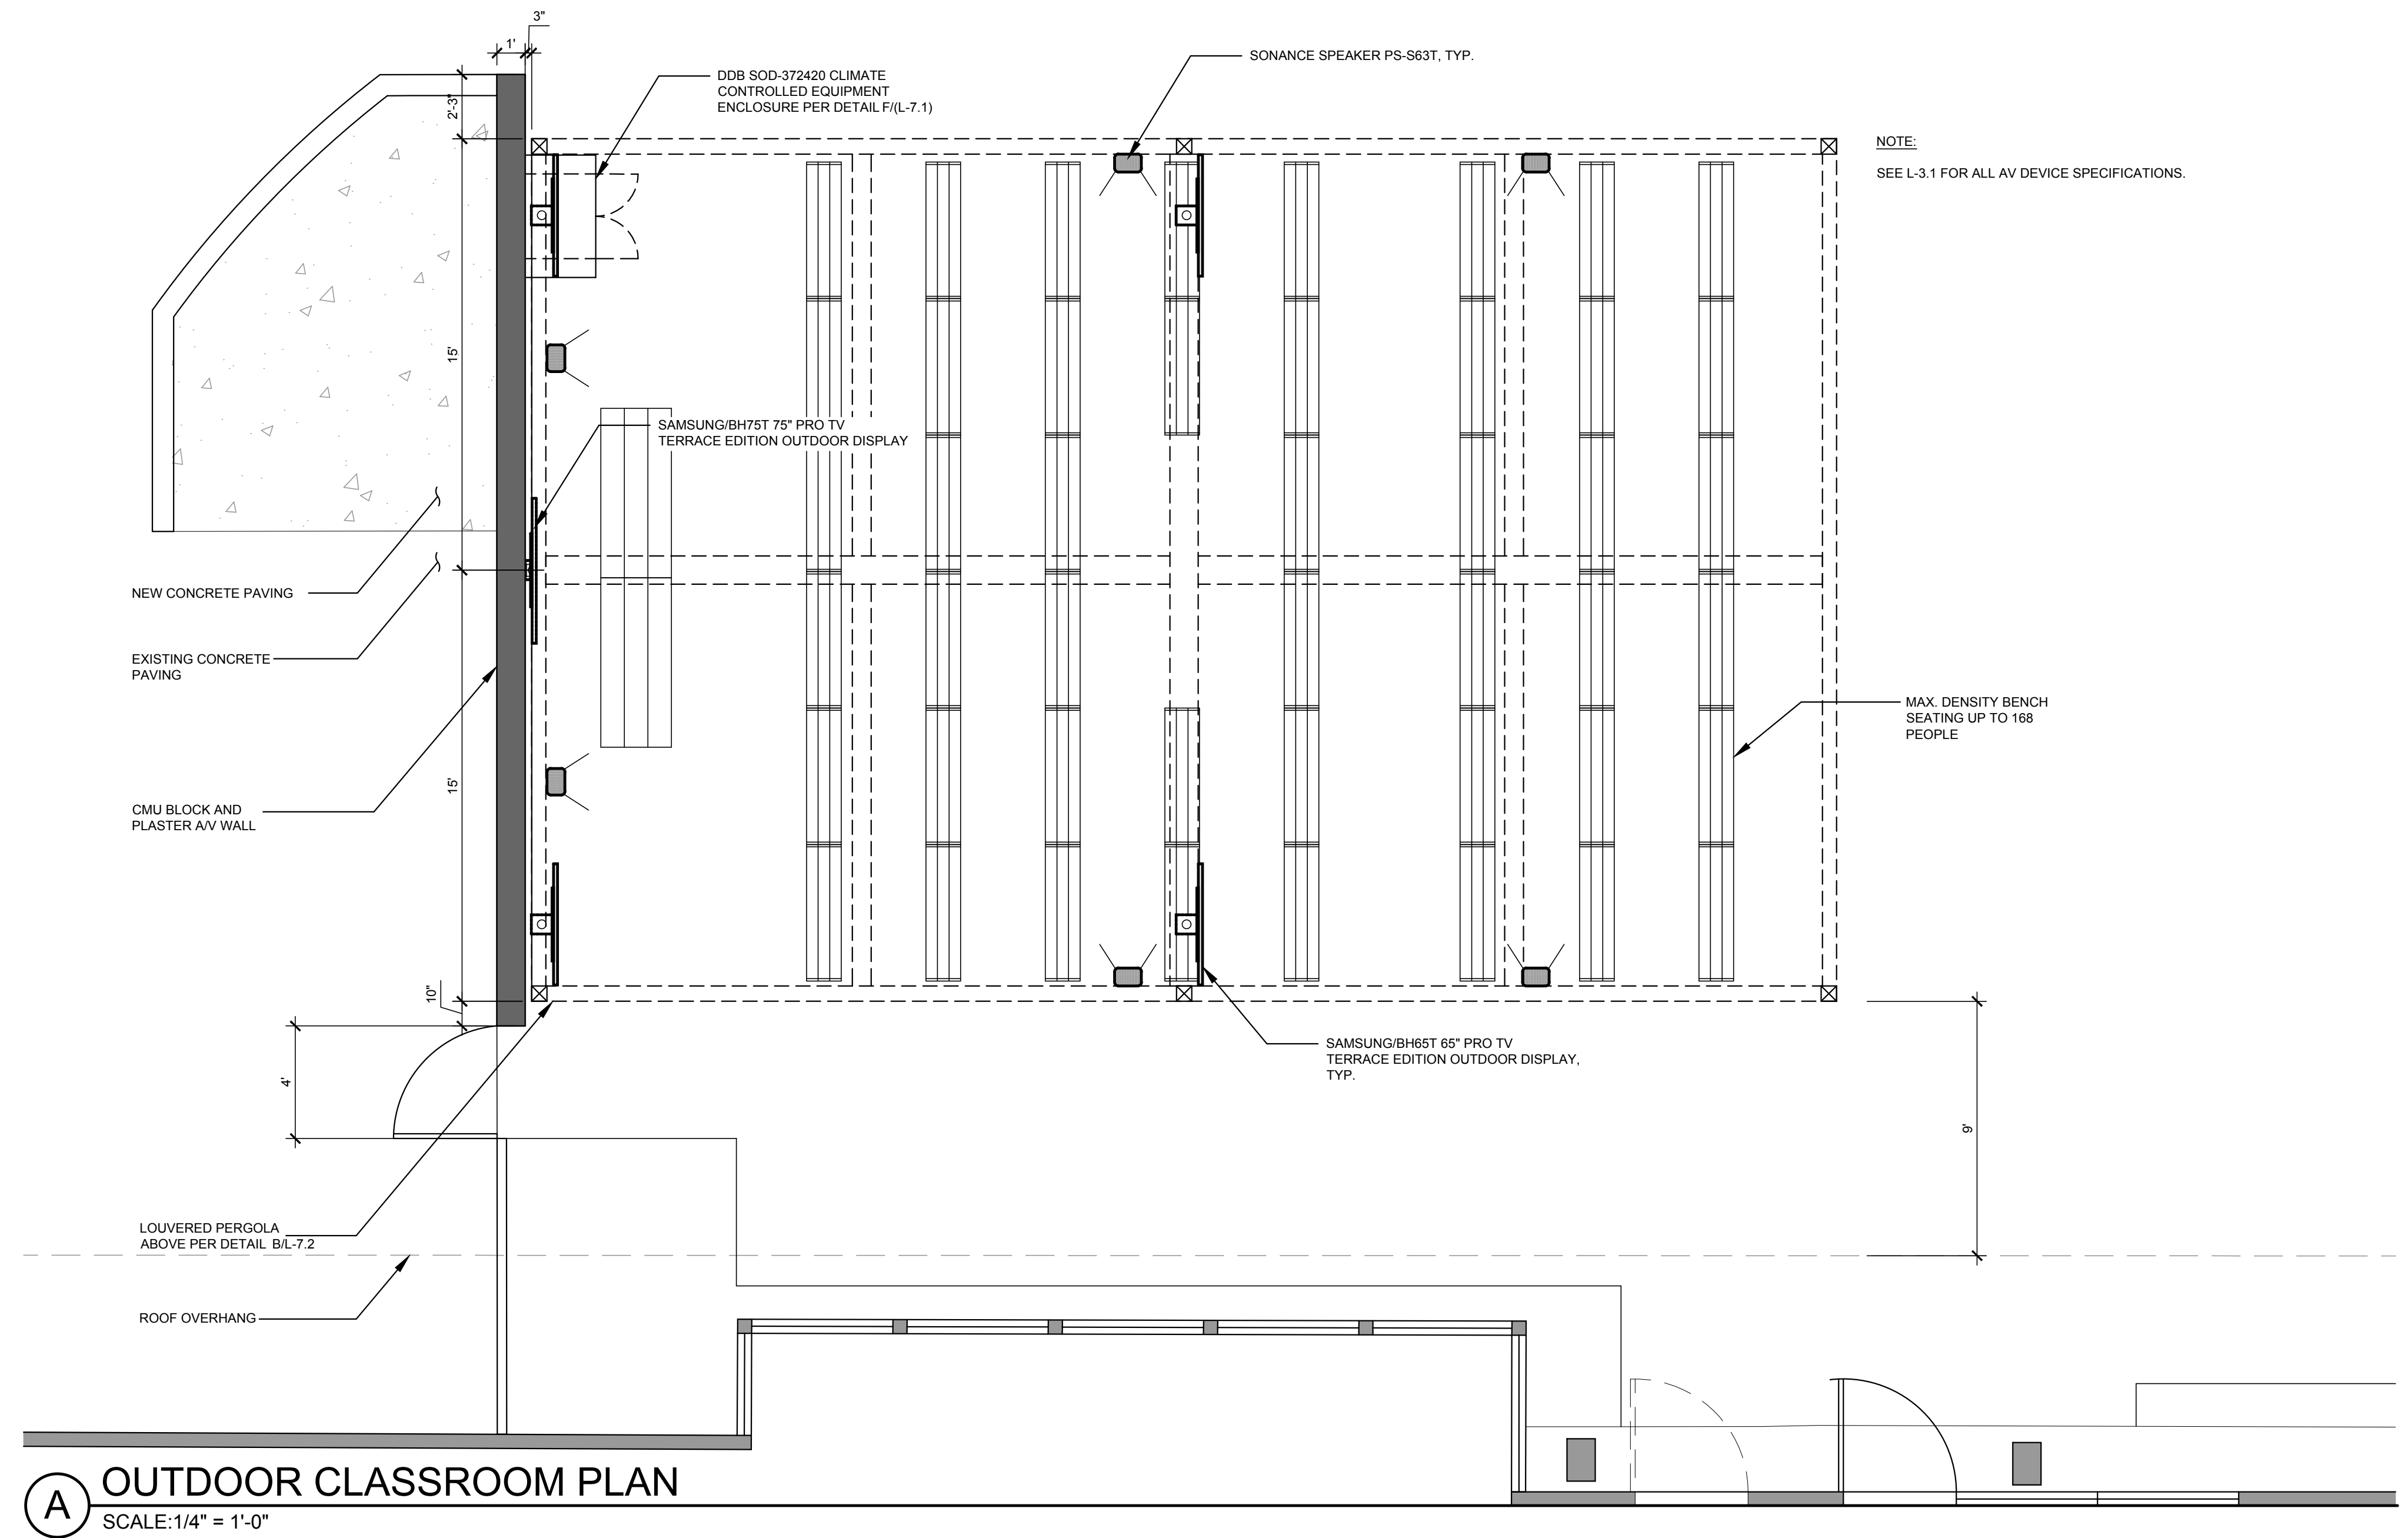 3"
1'
SONANCE SPEAKER PS-S63T, TYP.
DDB SOD-372420 CLIMATE
CONTROLLED EQUIPMENT
ENCLOSURE PER DETAIL F/(L-7.1)
2'-3"
NOTE:
SEE L-3.1 FOR ALL AV DEVICE SPECIFICATIONS.
15'
SAMSUNG/BH75T 75" PRO TV
TERRACE EDITION OUTDOOR DISPLAY
NEW CONCRETE PAVING
EXISTING CONCRETE
PAVING
MAX. DENSITY BENCH
SEATING UP TO 168
PEOPLE
15'
CMU BLOCK AND
PLASTER A/V WALL
10"
SAMSUNG/BH65T 65" PRO TV
TERRACE EDITION OUTDOOR DISPLAY,
TYP.
4'
9'
LOUVERED PERGOLA
ABOVE PER DETAIL B/L-7.2
ROOF OVERHANG
A
OUTDOOR CLASSROOM PLAN
SCALE:1/4" = 1'-0"